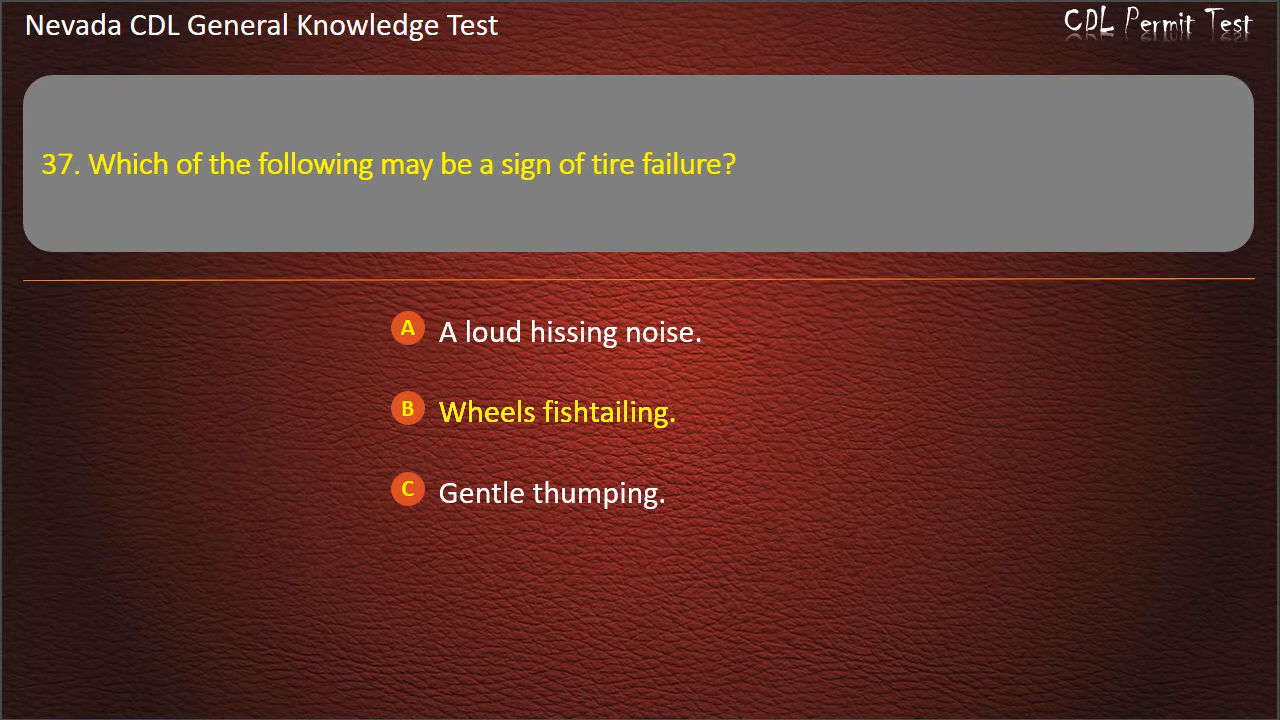 Nevada CDL General Knowledge Test
CDL Permit Test
37. Which of the following may be a sign of tire failure?
A A loud hissing noise.
B Wheels fishtailing.
C Gentle thumping.